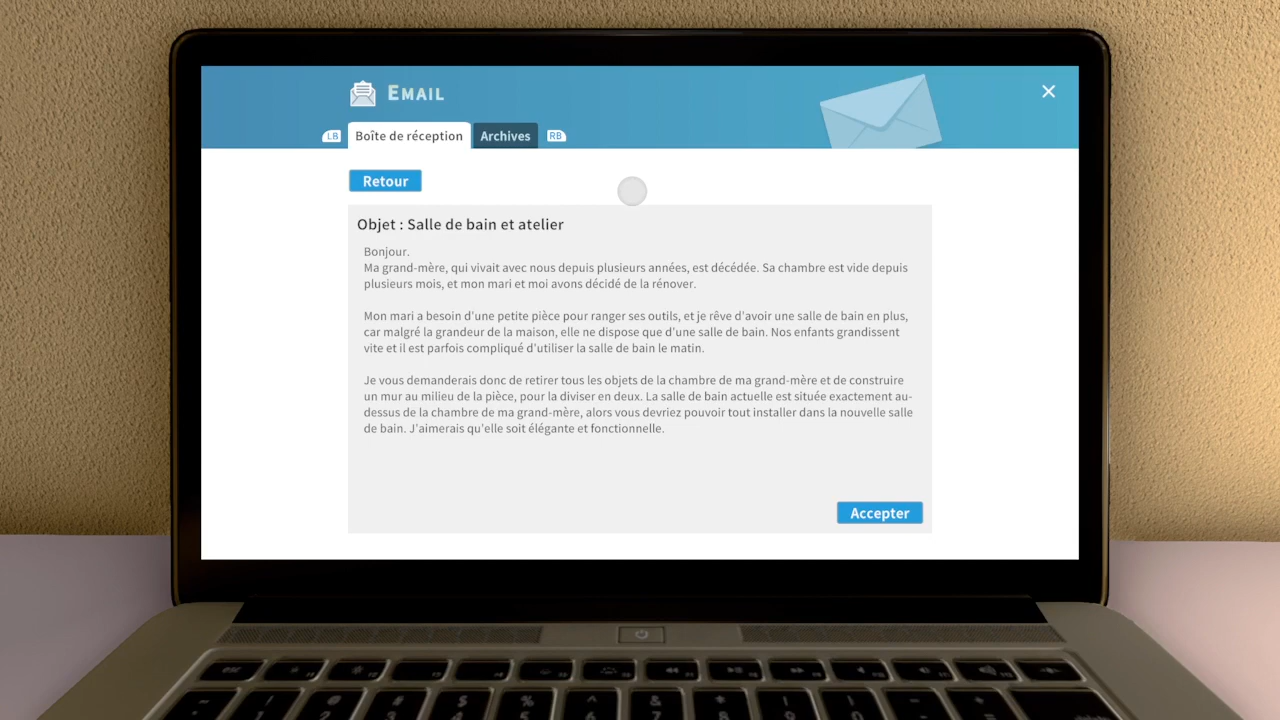 EMAIL
LB
Boîte de réception
Archives
RB
Retour
Objet : Salle de bain et atelier
Bonjour.
Ma grand-mère, qui vivait avec nous depuis plusieurs années, est décédée. Sa chambre est vide depuis
plusieurs mois, et mon mari et moi avons décidé de la rénover.
Mon mari a besoin d'une petite pièce pour ranger ses outils, et je rêve d'avoir une salle de bain en plus,
car malgré la grandeur de la maison, elle ne dispose que d'une salle de bain. Nos enfants grandissent
vite et il est parfois compliqué d'utiliser la salle de bain le matin.
Je vous demanderais donc de retirer tous les objets de la chambre de ma grand-mère et de construire
un mur au milieu de la pièce, pour la diviser en deux. La salle de bain actuelle est située exactement au-
dessus de la chambre de ma grand-mère, alors vous devriez pouvoir tout installer dans la nouvelle salle
de bain. J'aimerais qu'elle soit élégante et fonctionnelle.
Accepter